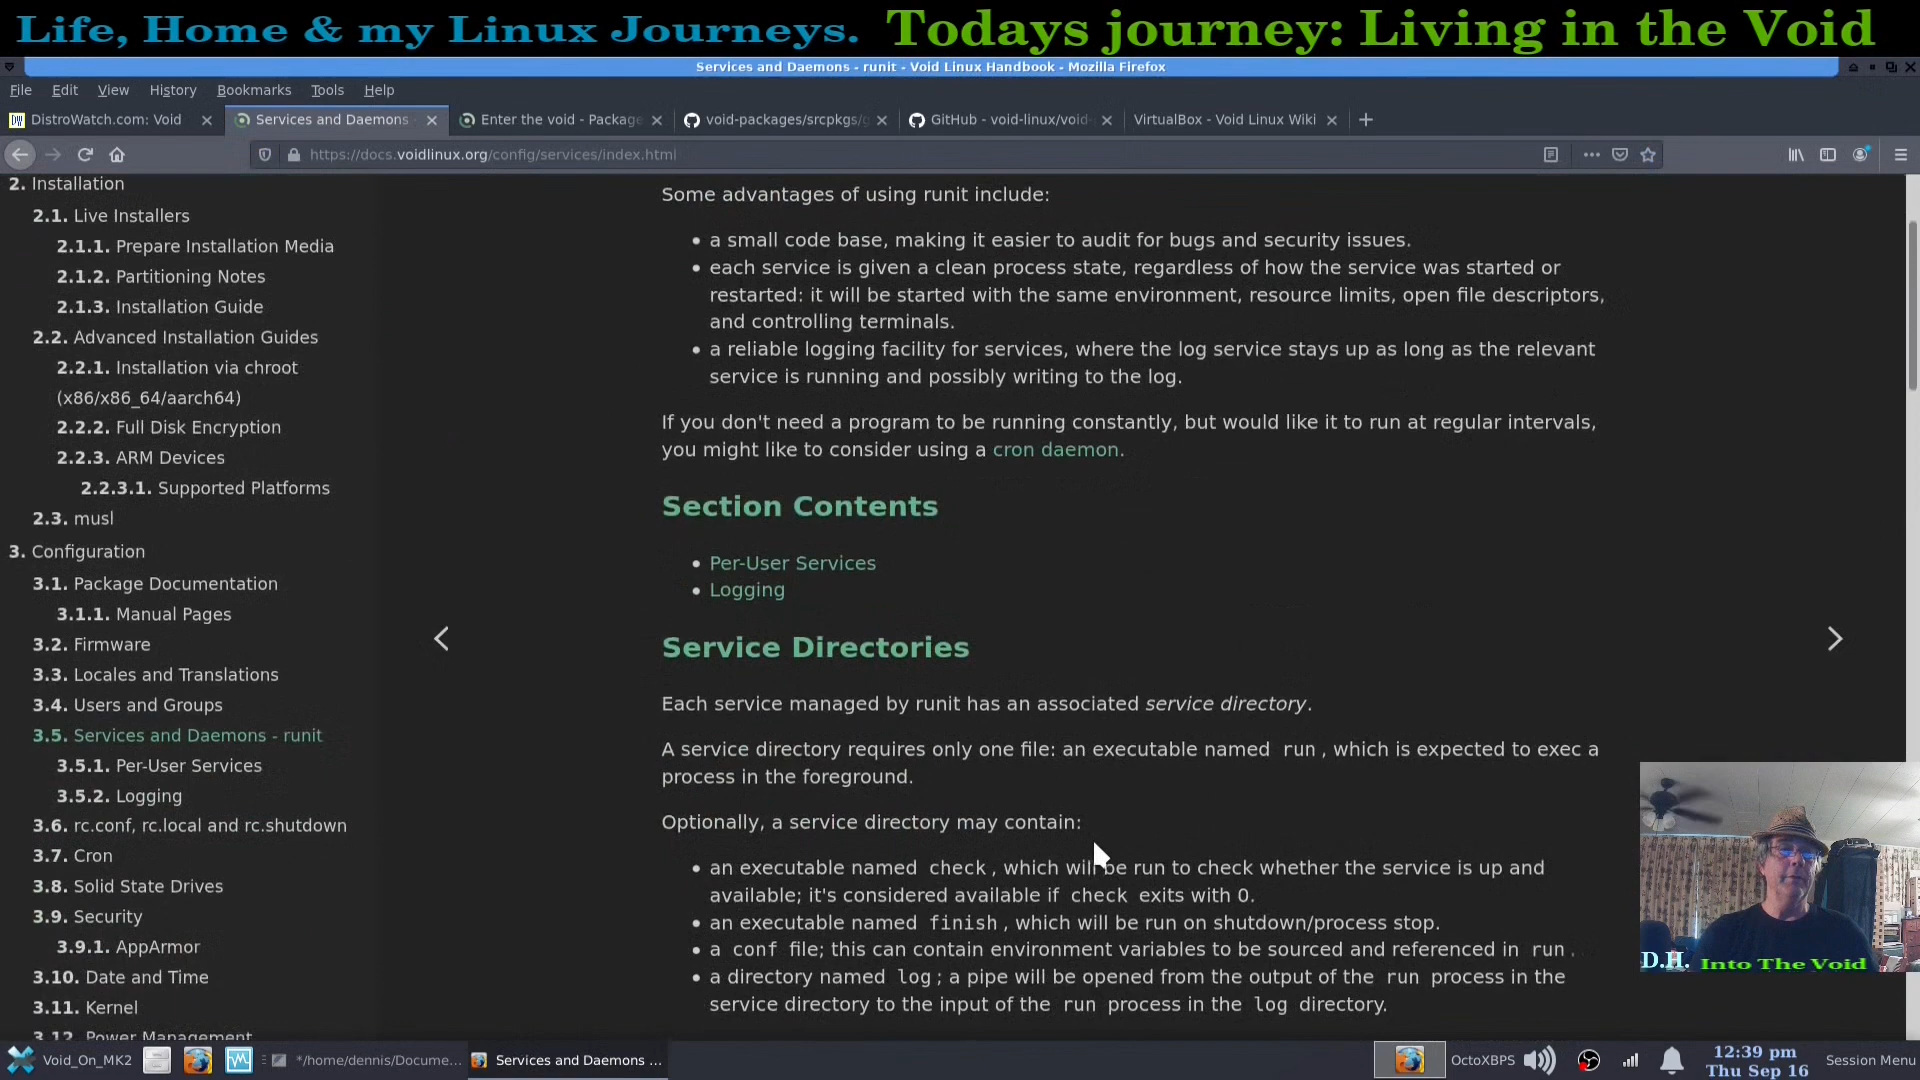 Life, Home & my Linux Journeys. Todays journey: Living in the Void
Services and Daemons - runit - Void Linux Handbook - Mozilla Firefox
File Edit View History Bookmarks Tools Help
DistroWatch.com: Void
Services and Daemons -
Enter the void - Package
void-packages/srcpkgs/
GitHub - void-linux/void-
VirtualBox - Void Linux Wiki
https://docs.voidlinux.org/config/services/index.html
2. Installation
2.1. Live Installers
2.1.1. Prepare Installation Media
2.1.2. Partitioning Notes
2.1.3. Installation Guide
2.2. Advanced Installation Guides
2.2.1. Installation via chroot
(x86/x86_64/aarch64)
2.2.2. Full Disk Encryption
2.2.3. ARM Devices
2.2.3.1. Supported Platforms
2.3. musl
3. Configuration
3.1. Package Documentation
3.1.1. Manual Pages
3.2. Firmware
3.3. Locales and Translations
3.4. Users and Groups
3.5. Services and Daemons - runit
3.5.1. Per-User Services
3.5.2. Logging
3.6. rc.conf, rc.local and rc.shutdown
3.7. Cron
3.8. Solid State Drives
3.9. Security
3.9.1. AppArmor
3.10. Date and Time
3.11. Kernel
3.12. Power Management
Some advantages of using runit include:
• a small code base, making it easier to audit for bugs and security issues.
• each service is given a clean process state, regardless of how the service was started or
restarted: it will be started with the same environment, resource limits, open file descriptors,
and controlling terminals.
• a reliable logging facility for services, where the log service stays up as long as the relevant
service is running and possibly writing to the log.
If you don't need a program to be running constantly, but would like it to run at regular intervals,
you might like to consider using a cron daemon.
Section Contents
• Per-User Services
• Logging
Service Directories
Each service managed by runit has an associated service directory.
A service directory requires only one file: an executable named run, which is expected to exec a
process in the foreground.
Optionally, a service directory may contain:
• an executable named check, which will be run to check whether the service is up and
available; it's considered available if check exits with 0.
• an executable named finish, which will be run on shutdown/process stop.
• a conf file; this can contain environment variables to be sourced and referenced in run.
• a directory named log; a pipe will be opened from the output of the run process in the
service directory to the input of the run process in the log directory.
D.H. Into The Void
Void_On_MK2
*/home/dennis/Docume...
Services and Daemons ...
OctoXBPS
12:39 pm
Thu Sep 16
Session Menu